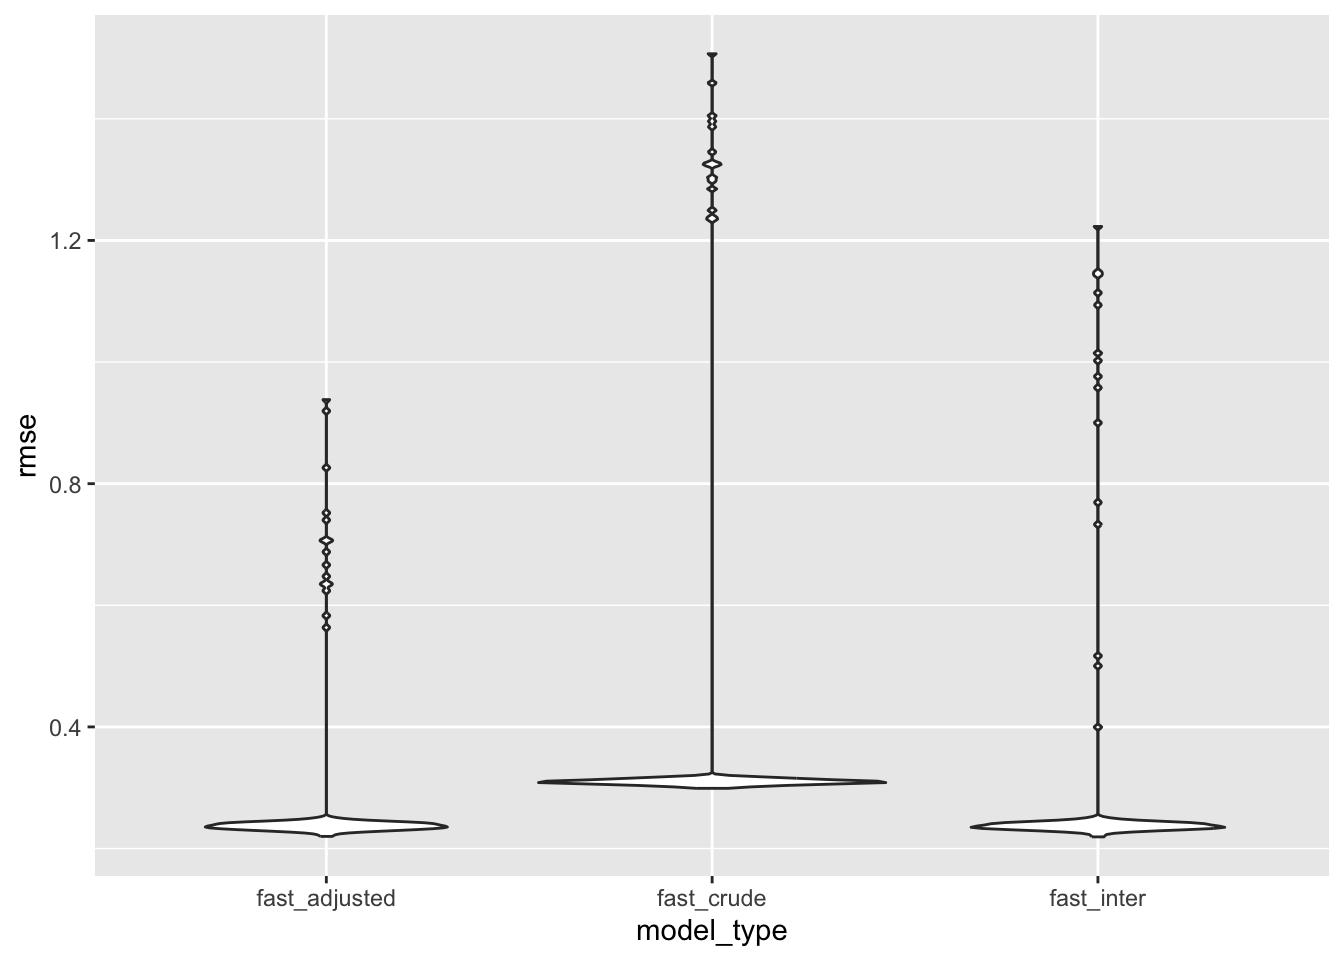 rmse
1.2
0.8
0.4
fast_adjusted
fast_crude
fast_inter
model_type